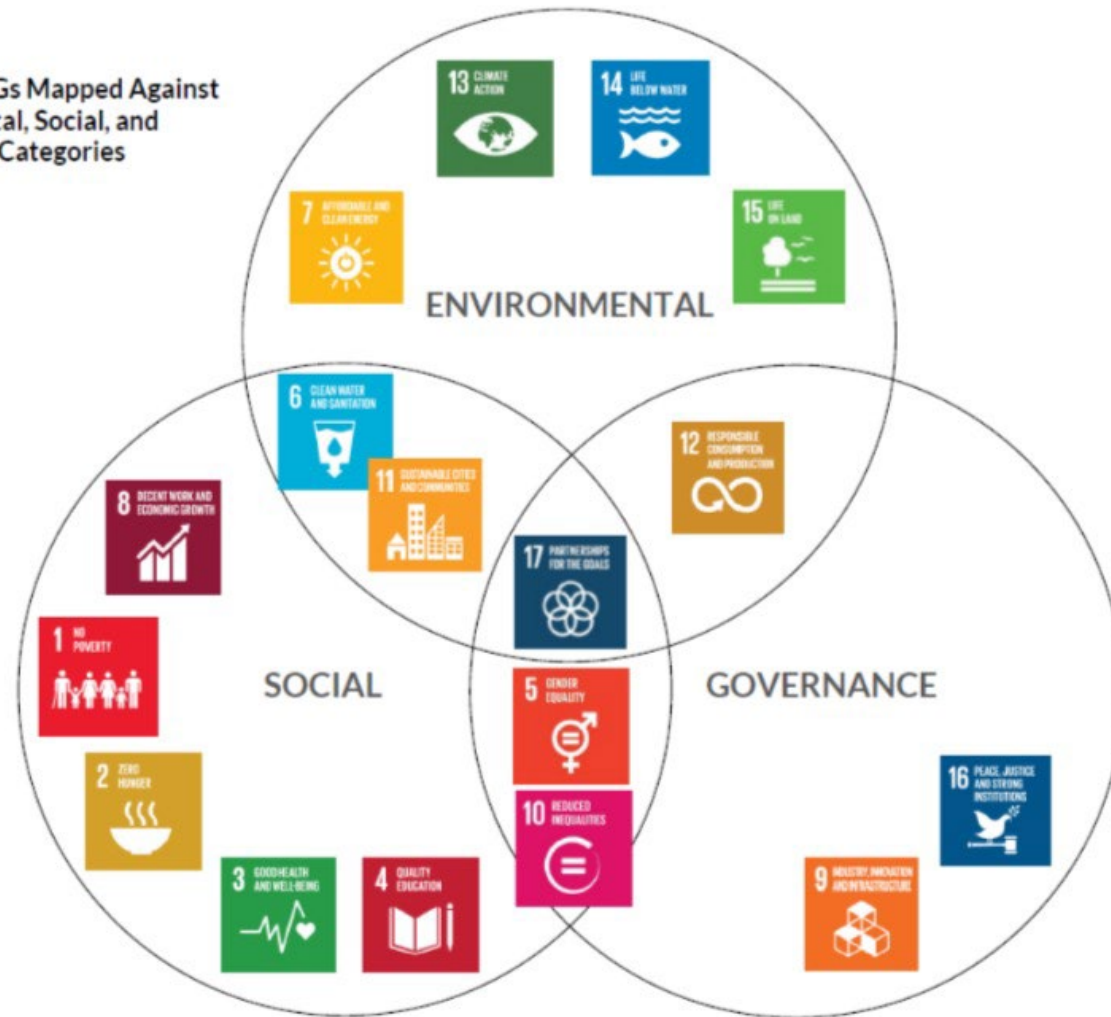 Gs Mapped Against
tal, Social, and
Categories
13 CLIMATE
ACTION
14 LIFE
BELOW WATER
7 AFFORDABLE AND
CLEAN ENERGY
15 LIFE
ON LAND
ENVIRONMENTAL
6 CLEAN WATER
AND SANITATION
12 RESPONSIBLE
CONSUMPTION
AND PRODUCTION
11 SUSTAINABLE CITIES
AND COMMUNITIES
8 DECENT WORK AND
ECONOMIC GROWTH
17 PARTNERSHIPS
FOR THE GOALS
1 NO
POVERTY
SOCIAL
5 GENDER
EQUALITY
GOVERNANCE
2 ZERO
HUNGER
16 PEACE, JUSTICE
AND STRONG
INSTITUTIONS
10 REDUCED
INEQUALITIES
3 GOOD HEALTH
AND WELL-BEING
4 QUALITY
EDUCATION
9 INDUSTRY, INNOVATION
AND INFRASTRUCTURE